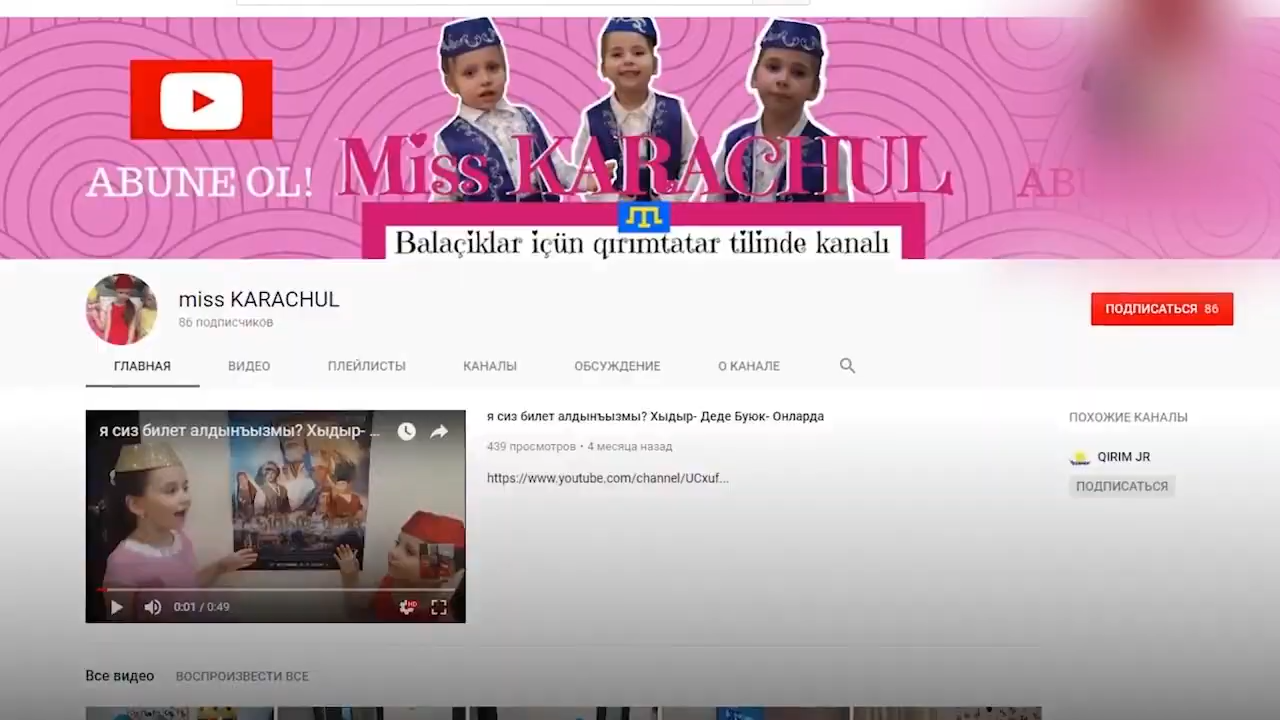 ABUNE OL!
Miss KARACHUL
ABU
Balaçiklar içün qırımtatar tilinde kanalı
miss KARACHUL
86 подписчиков
ПОДПИСАТЬСЯ 86
ГЛАВНАЯ
ВИДЕО
ПЛЕЙЛИСТЫ
КАНАЛЫ
ОБСУЖДЕНИЕ
О КАНАЛЕ
я сиз билет алдынъызмы? Хыдыр- ...
0:01 / 0:49
HD
я сиз билет алдынъызмы? Хыдыр- Деде Буюк- Онларда
439 просмотров • 4 месяца назад
https://www.youtube.com/channel/UCxuf...
ПОХОЖИЕ КАНАЛЫ
QIRIM JR
ПОДПИСАТЬСЯ
Все видео
ВОСПРОИЗВЕСТИ ВСЕ